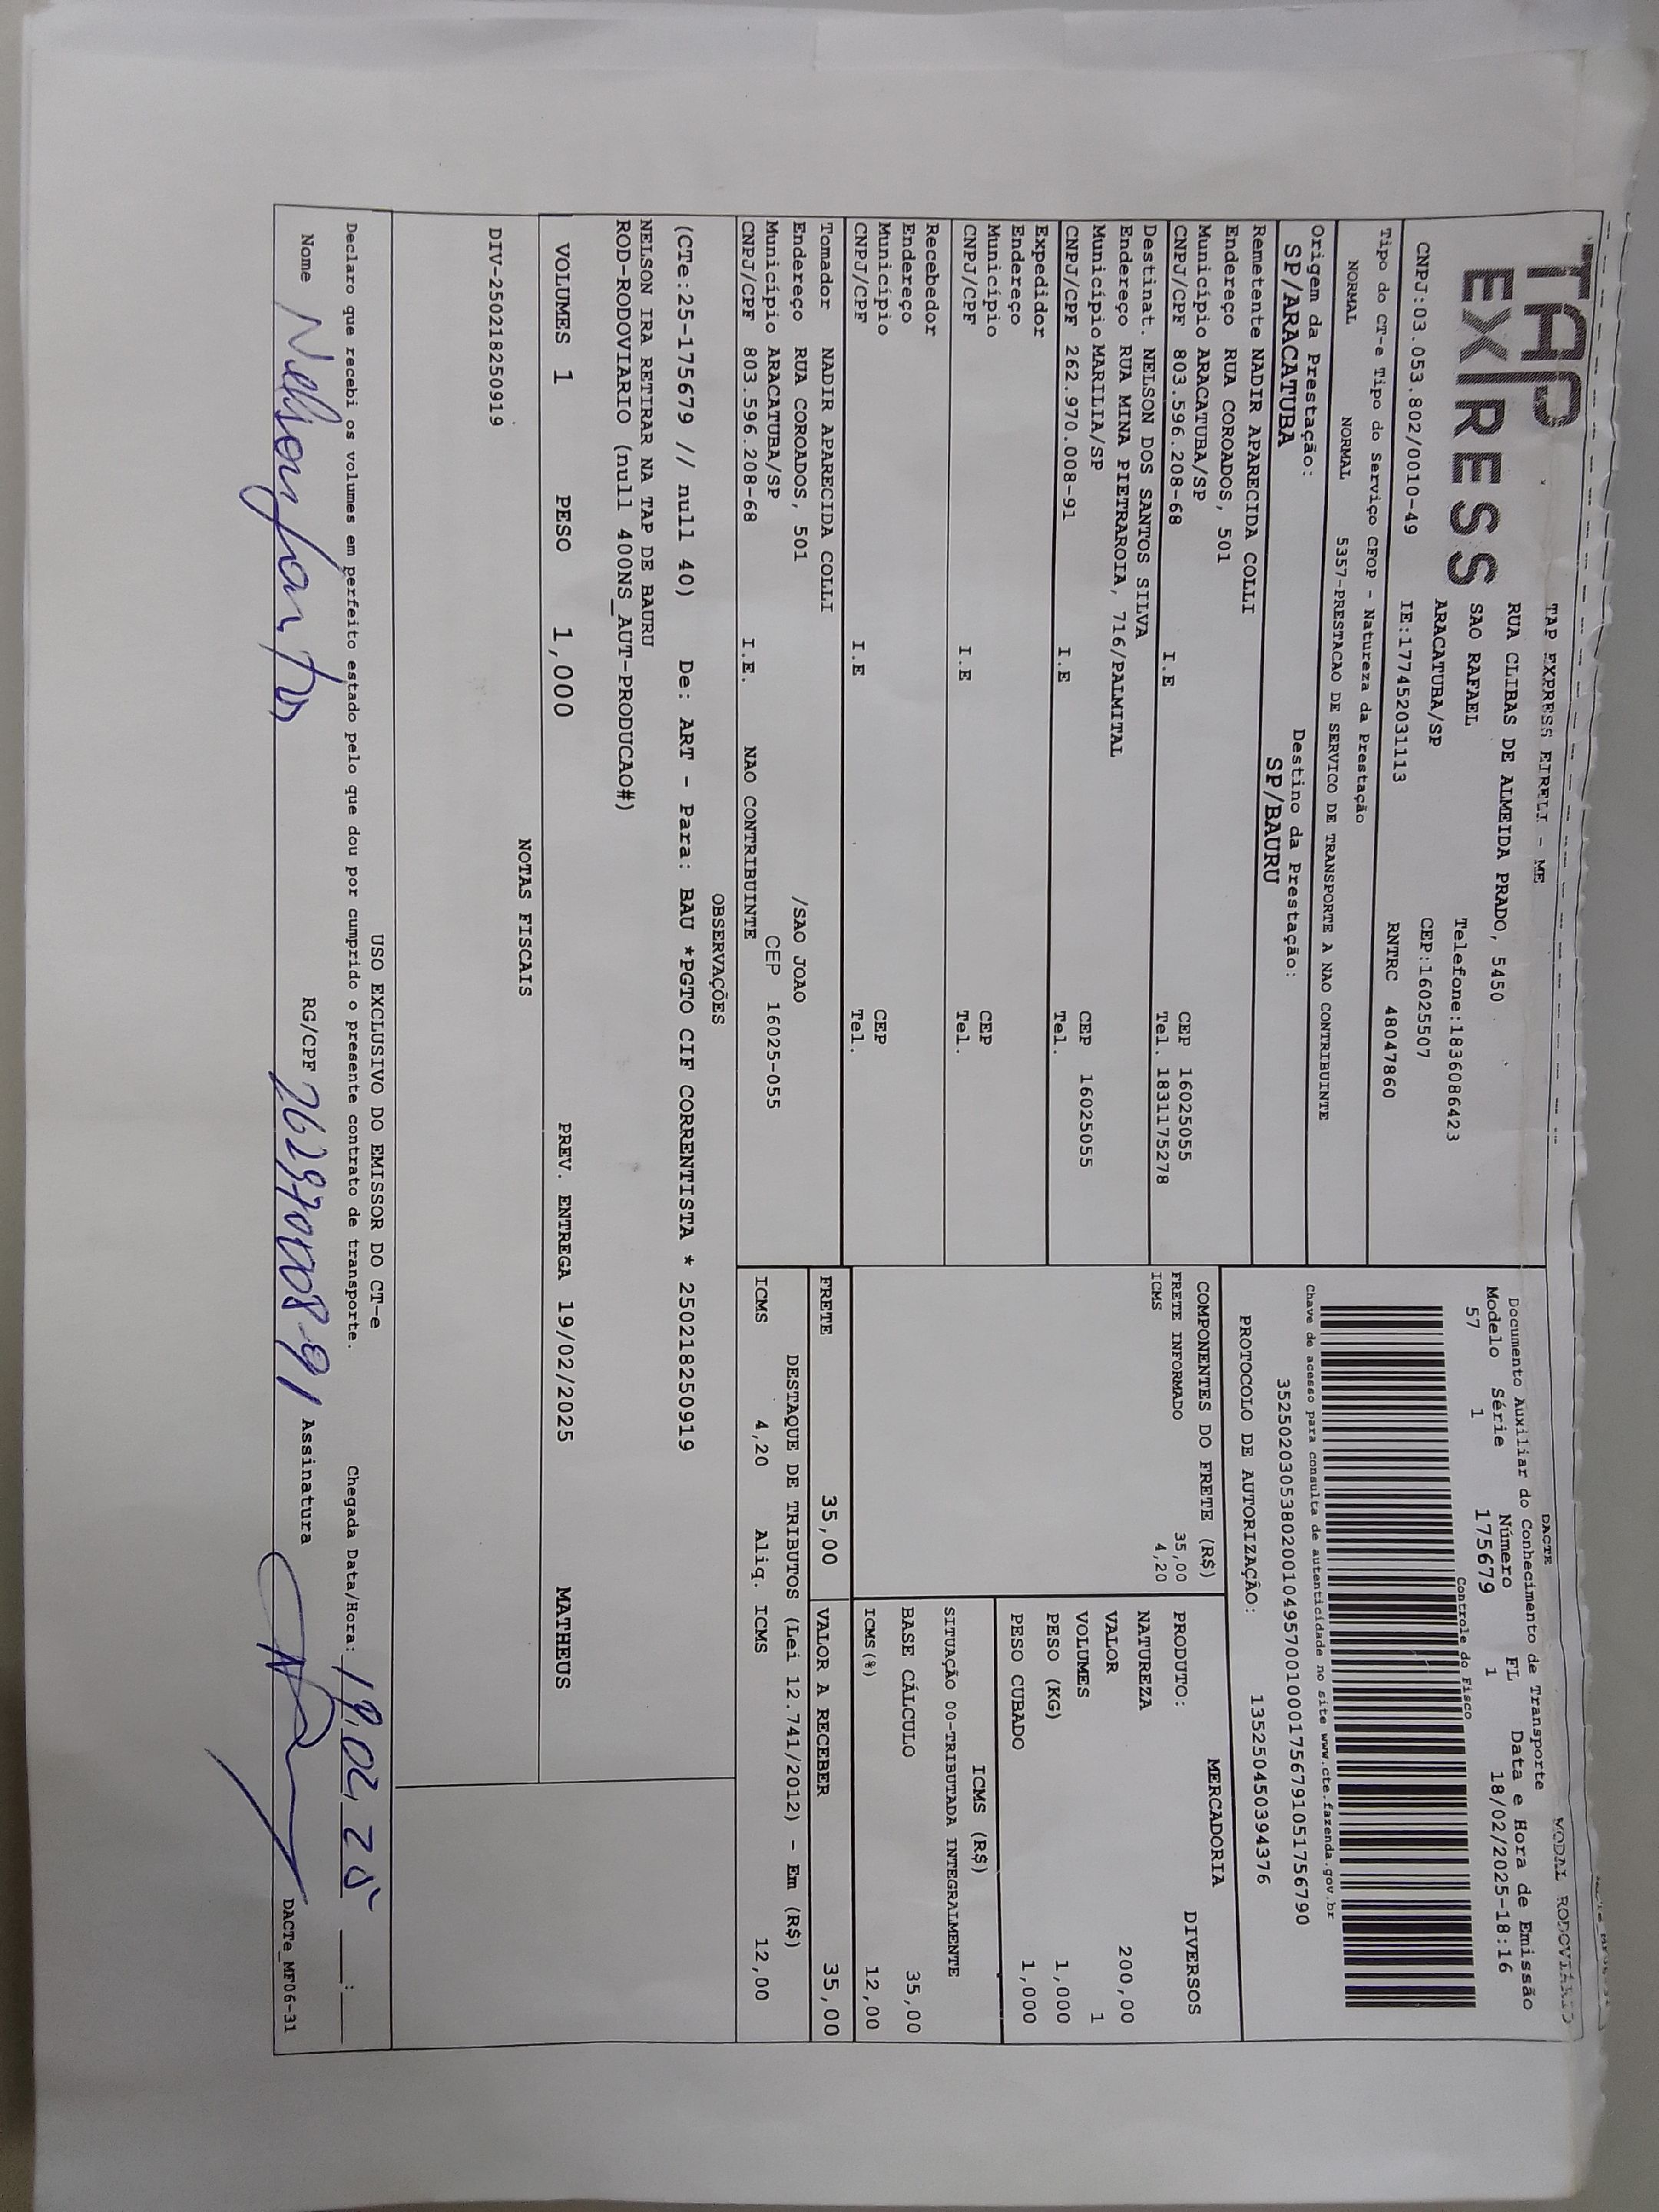 TAP
EXPRESS
TAP EXPRESS EIRELI - ME
RUA CLIBAS DE ALMEIDA PRADO, 5450
SAO RAFAEL Telefone:1836086423
ARACATUBA/SP CEP:16025507
CNPJ:03.053.802/0010-49 IE:177452031113 RNTRC 48047860
Tipo do CT-e Tipo do Serviço CFOP - Natureza da Prestação
NORMAL NORMAL 5357-PRESTACAO DE SERVICO DE TRANSPORTE A NAO CONTRIBUINTE
Origem da Prestação: Destino da Prestação:
SP/ARACATUBA SP/BAURU
Remetente NADIR APARECIDA COLLI
Endereço RUA COROADOS, 501
Município ARACATUBA/SP CEP 16025055
CNPJ/CPF 803.596.208-68 I.E Tel. 1831175278
Destinat. NELSON DOS SANTOS SILVA
Endereço RUA MINA PIETRAROIA, 716/PALMITAL
Município MARILIA/SP CEP 16025055
CNPJ/CPF 262.970.008-91 I.E Tel.
Expedidor
Endereço
Município CEP
CNPJ/CPF I.E Tel.
Recebedor
Endereço
Município CEP
CNPJ/CPF I.E Tel.
Tomador NADIR APARECIDA COLLI
Endereço RUA COROADOS, 501 /SAO JOAO
Município ARACATUBA/SP CEP 16025-055
CNPJ/CPF 803.596.208-68 I.E. NAO CONTRIBUINTE
DACTE MODAL RODOVIÁRIO
Documento Auxiliar do Conhecimento de Transporte
Modelo Série Número FL Data e Hora de Emissão
57 1 175679 1 18/02/2025-18:16
Controle do Fisco
Chave de acesso para consulta de autenticidade no site www.cte.fazenda.gov.br
35250203053802001049570010001756791051756790
PROTOCOLO DE AUTORIZAÇÃO: 135250450394376
COMPONENTES DO FRETE (R$)
FRETE INFORMADO 35,00
ICMS 4,20
MERCADORIA
PRODUTO: DIVERSOS
NATUREZA
VALOR 200,00
VOLUMES 1
PESO (KG) 1,000
PESO CUBADO 1,000
ICMS (R$)
SITUAÇÃO 00-TRIBUTADA INTEGRALMENTE
BASE CÁLCULO 35,00
ICMS(%) 12,00
FRETE 35,00 VALOR A RECEBER 35,00
DESTAQUE DE TRIBUTOS (Lei 12.741/2012) - Em (R$)
ICMS 4,20 Aliq. ICMS 12,00
OBSERVAÇÕES
(CTe:25-175679 // null 40) De: ART - Para: BAU *PGTO CIF CORRENTISTA * 250218250919
NELSON IRA RETIRAR NA TAP DE BAURU
ROD-RODOVIARIO (null 400NS_AUT-PRODUCAO#)
VOLUMES 1 PESO 1,000 PREV. ENTREGA 19/02/2025 MATHEUS
NOTAS FISCAIS
DIV-250218250919
USO EXCLUSIVO DO EMISSOR DO CT-e
Declaro que recebi os volumes em perfeito estado pelo que dou por cumprido o presente contrato de transporte. Chegada Data/Hora: 19,02,25 :
Nome Nelson RG/CPF 26297000891 Assinatura
DACTe_MF06-31